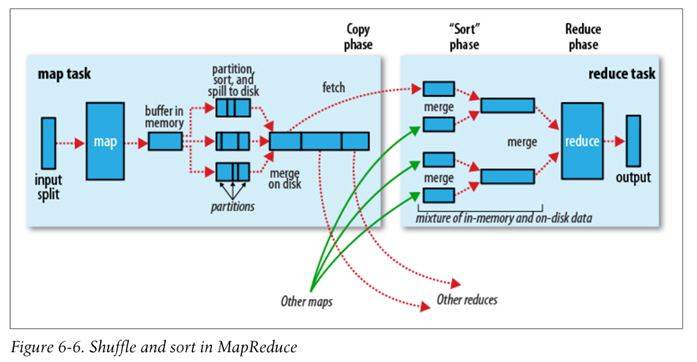 Copy
phase
“Sort”
phase
Reduce
phase
map task
reduce task
partition,
sort, and
spill to disk
fetch
buffer in
memory
map
input
split
partitions
merge
on disk
merge
merge
merge
reduce
output
mixture of in-memory and on-disk data
Other maps
Other reduces
Figure 6-6. Shuffle and sort in MapReduce